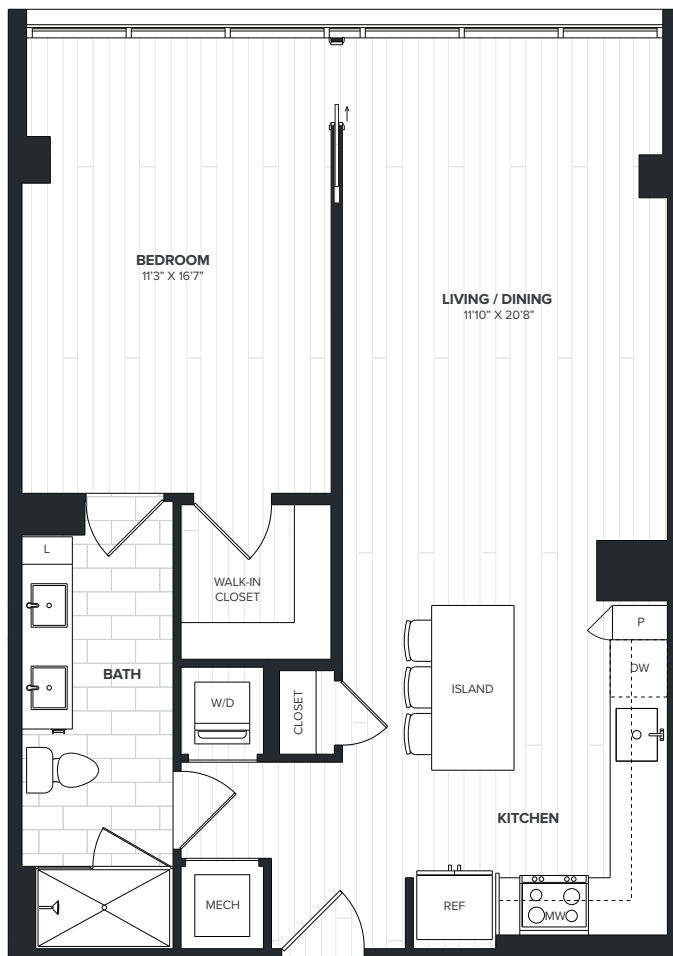 BEDROOM
11'3" X 16'7"
LIVING / DINING
11'10" X 20'8"
L
WALK-IN
CLOSET
P
DW
BATH
W/D
CLOSET
ISLAND
KITCHEN
MECH
REF
MW